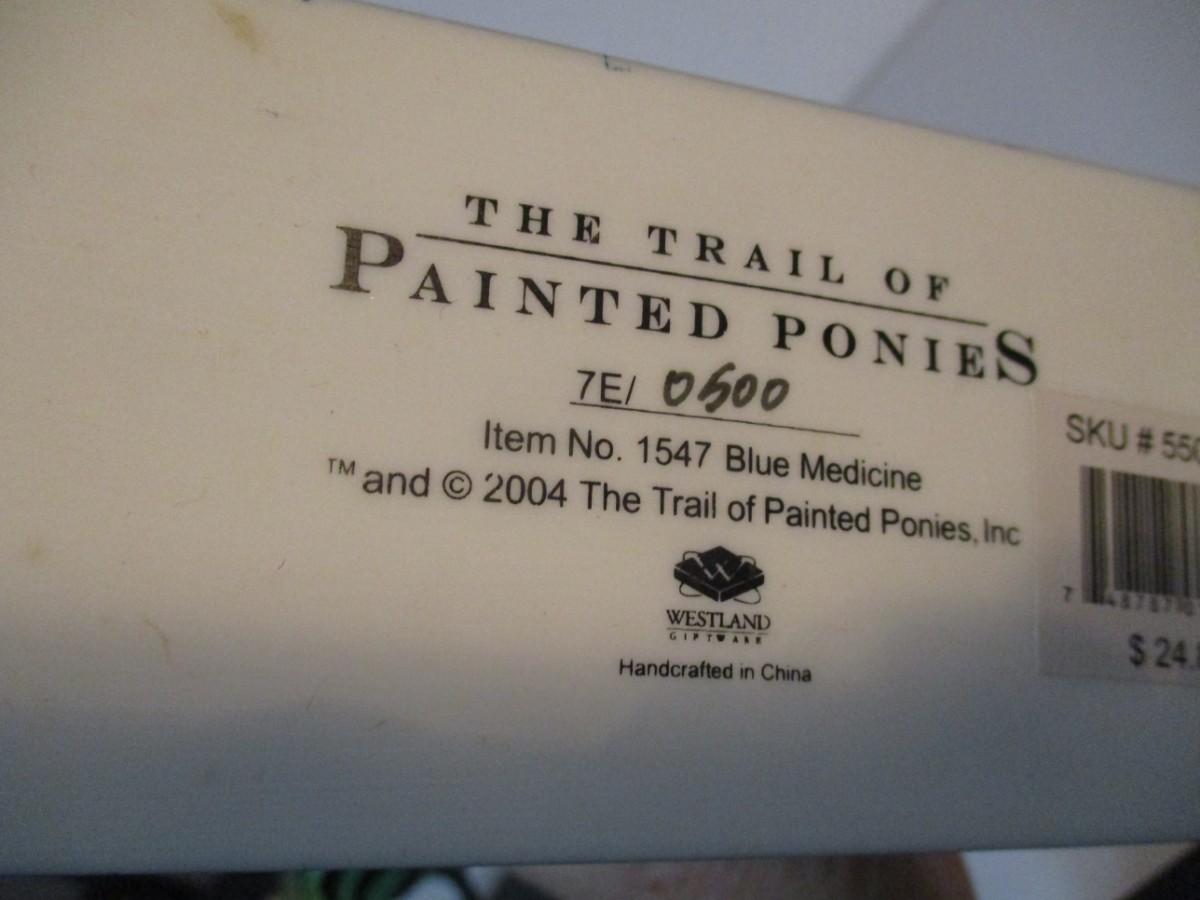 THE TRAIL OF
PAINTED PONIES
7E/ 0500
Item No. 1547 Blue Medicine
™ and © 2004 The Trail of Painted Ponies, Inc
WESTLAND
GIFTWARE
Handcrafted in China
SKU # 550
$ 24.